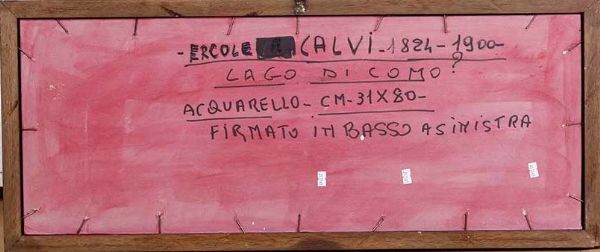 - ERCOLE CALVI - 1824 - 1900 -
LAGO DI COMO?
ACQUARELLO - CM - 31X80 -
FIRMATO IN BASSO A SINISTRA